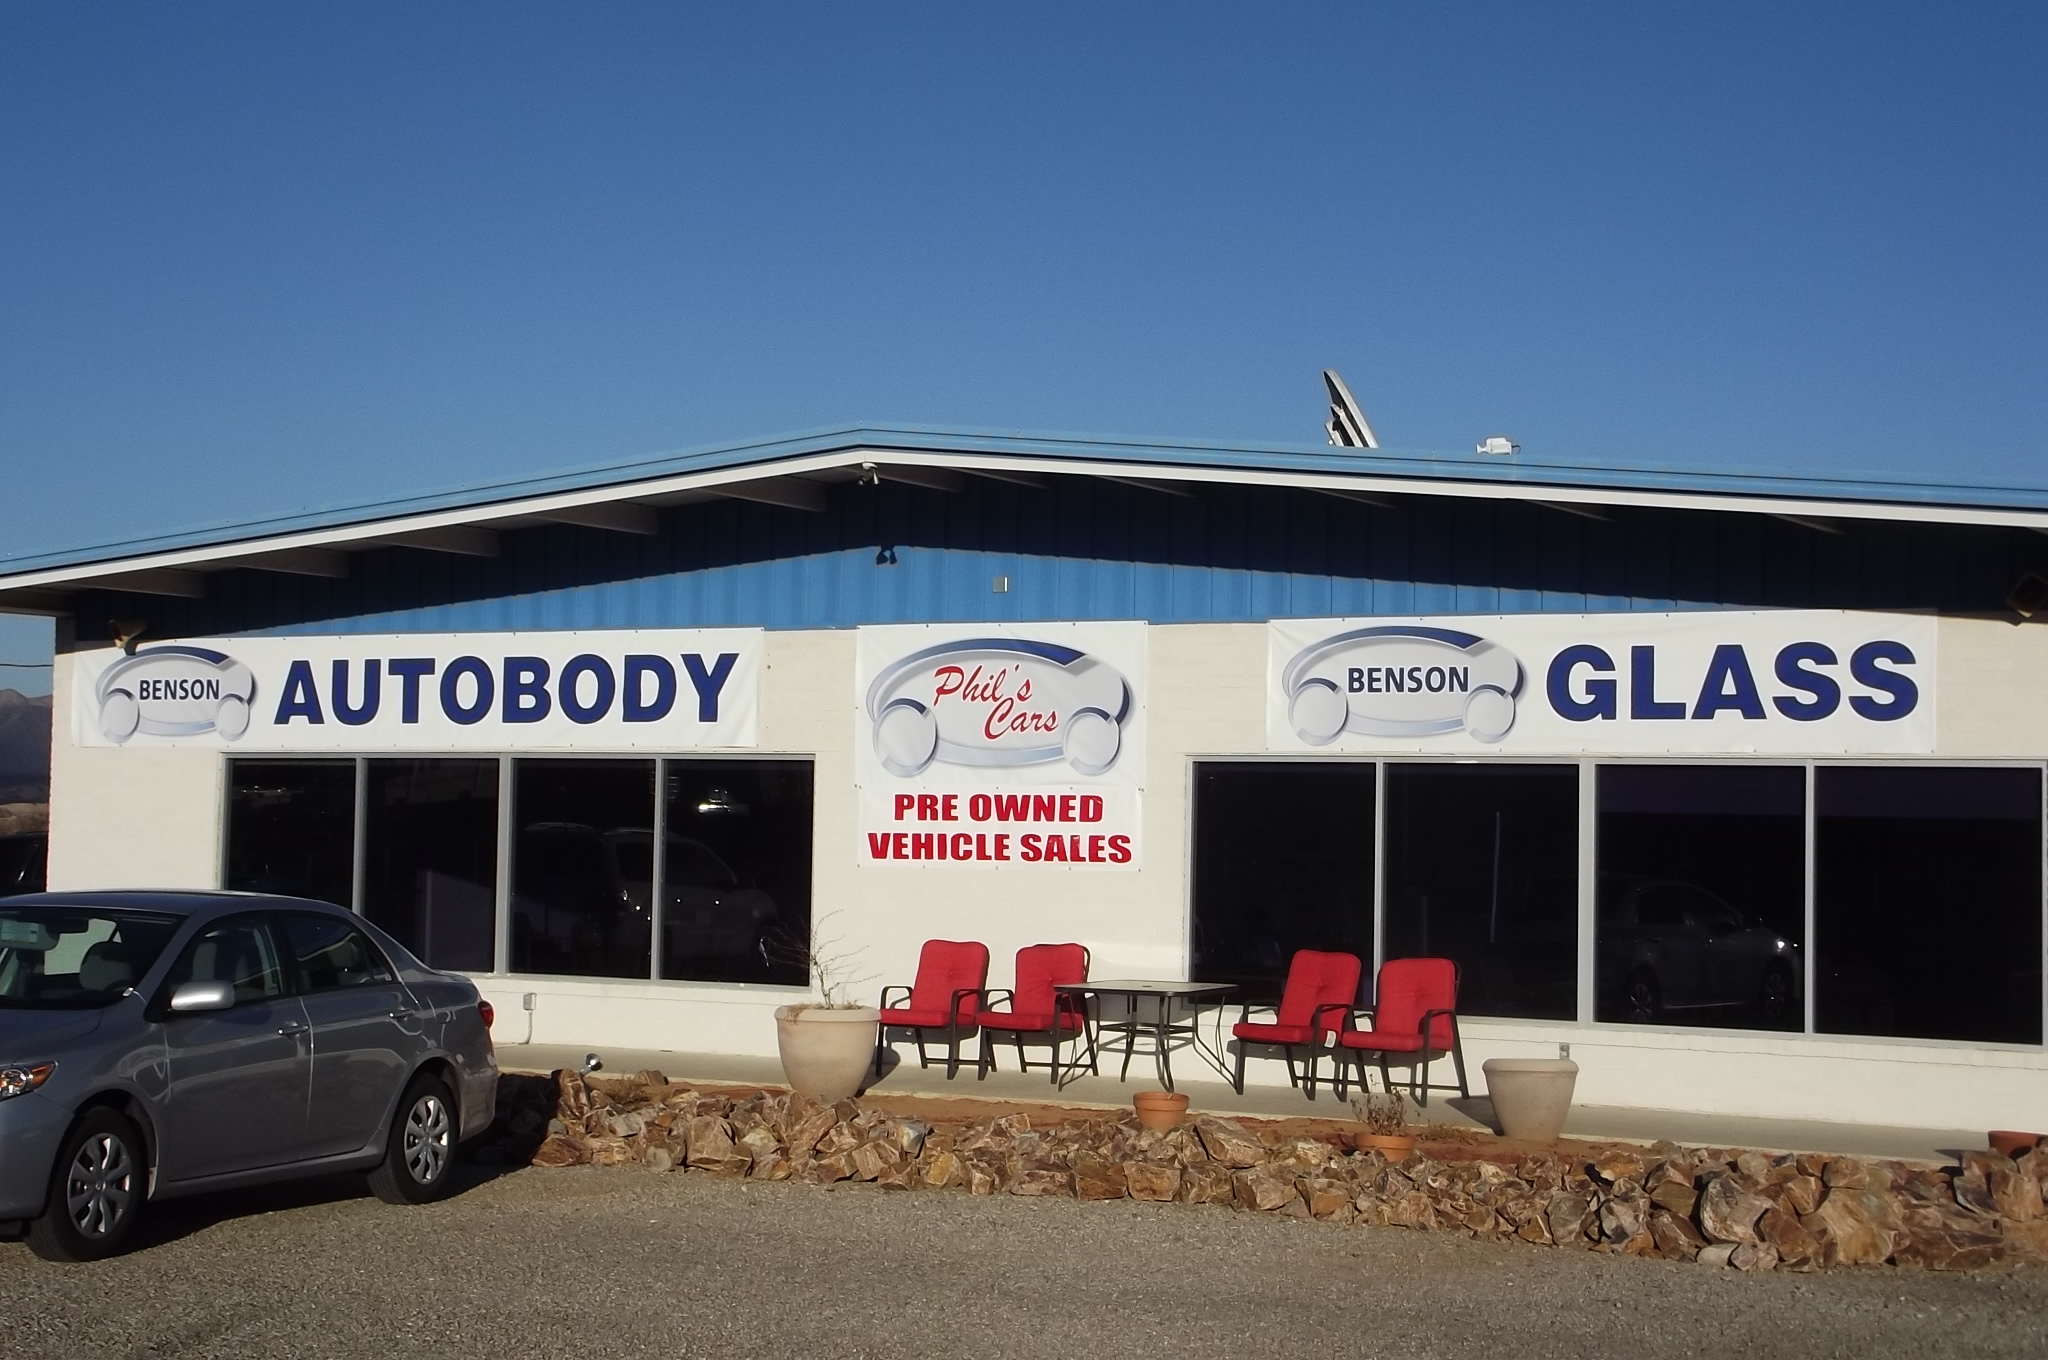 BENSON
AUTOBODY
Phil's
Cars
PRE OWNED
VEHICLE SALES
BENSON
GLASS